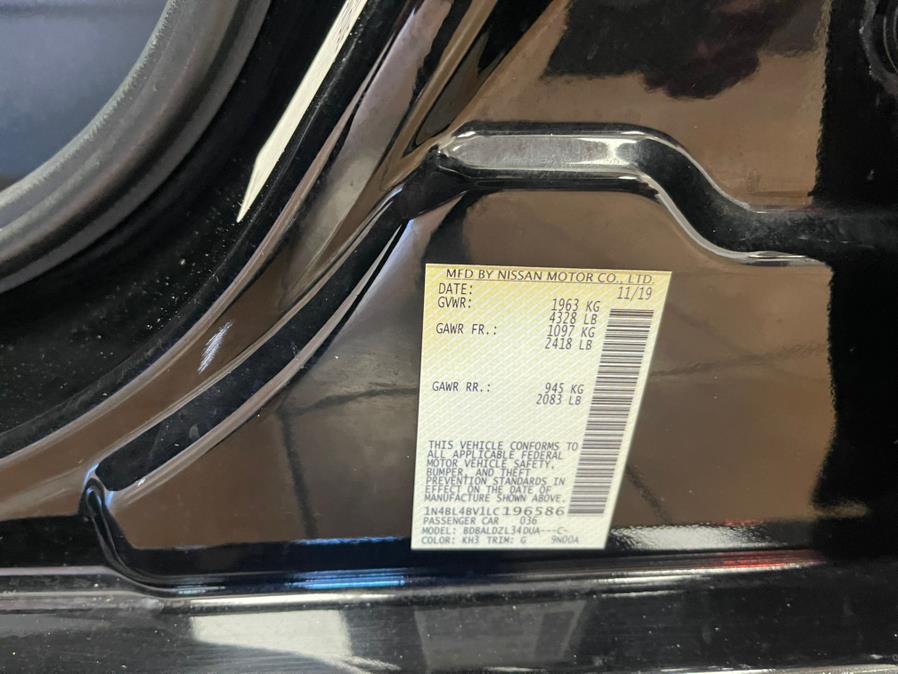 MFD BY NISSAN MOTOR CO., LTD.
DATE: 11/19
GVWR: 1963 KG
4328 LB
GAWR FR.: 1097 KG
2418 LB
GAWR RR.: 945 KG
2083 LB
THIS VEHICLE CONFORMS TO
ALL APPLICABLE FEDERAL
MOTOR VEHICLE SAFETY,
BUMPER, AND THEFT
PREVENTION STANDARDS IN
EFFECT ON THE DATE OF
MANUFACTURE SHOWN ABOVE.
1N4BL4BV1LC196586
PASSENGER CAR 036
MODEL: BDBALDZL34DUA---C-
COLOR: KH3 TRIM: G 9N00A